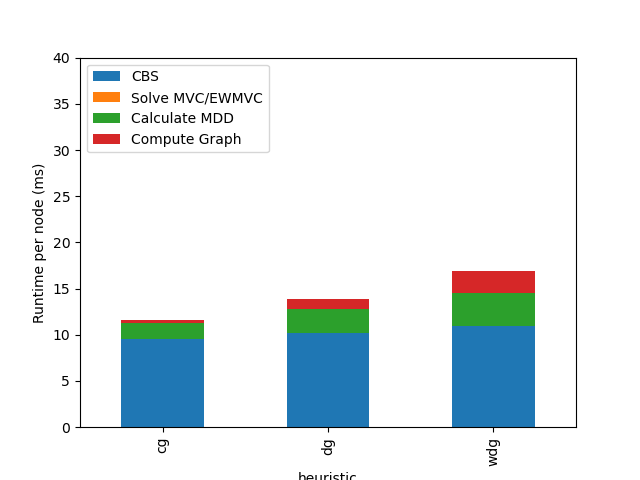 40
35
30
25
20
15
10
5
0
Runtime per node (ms)
CBS
Solve MVC/EWMVC
Calculate MDD
Compute Graph
cg
dg
wdg
heuristic